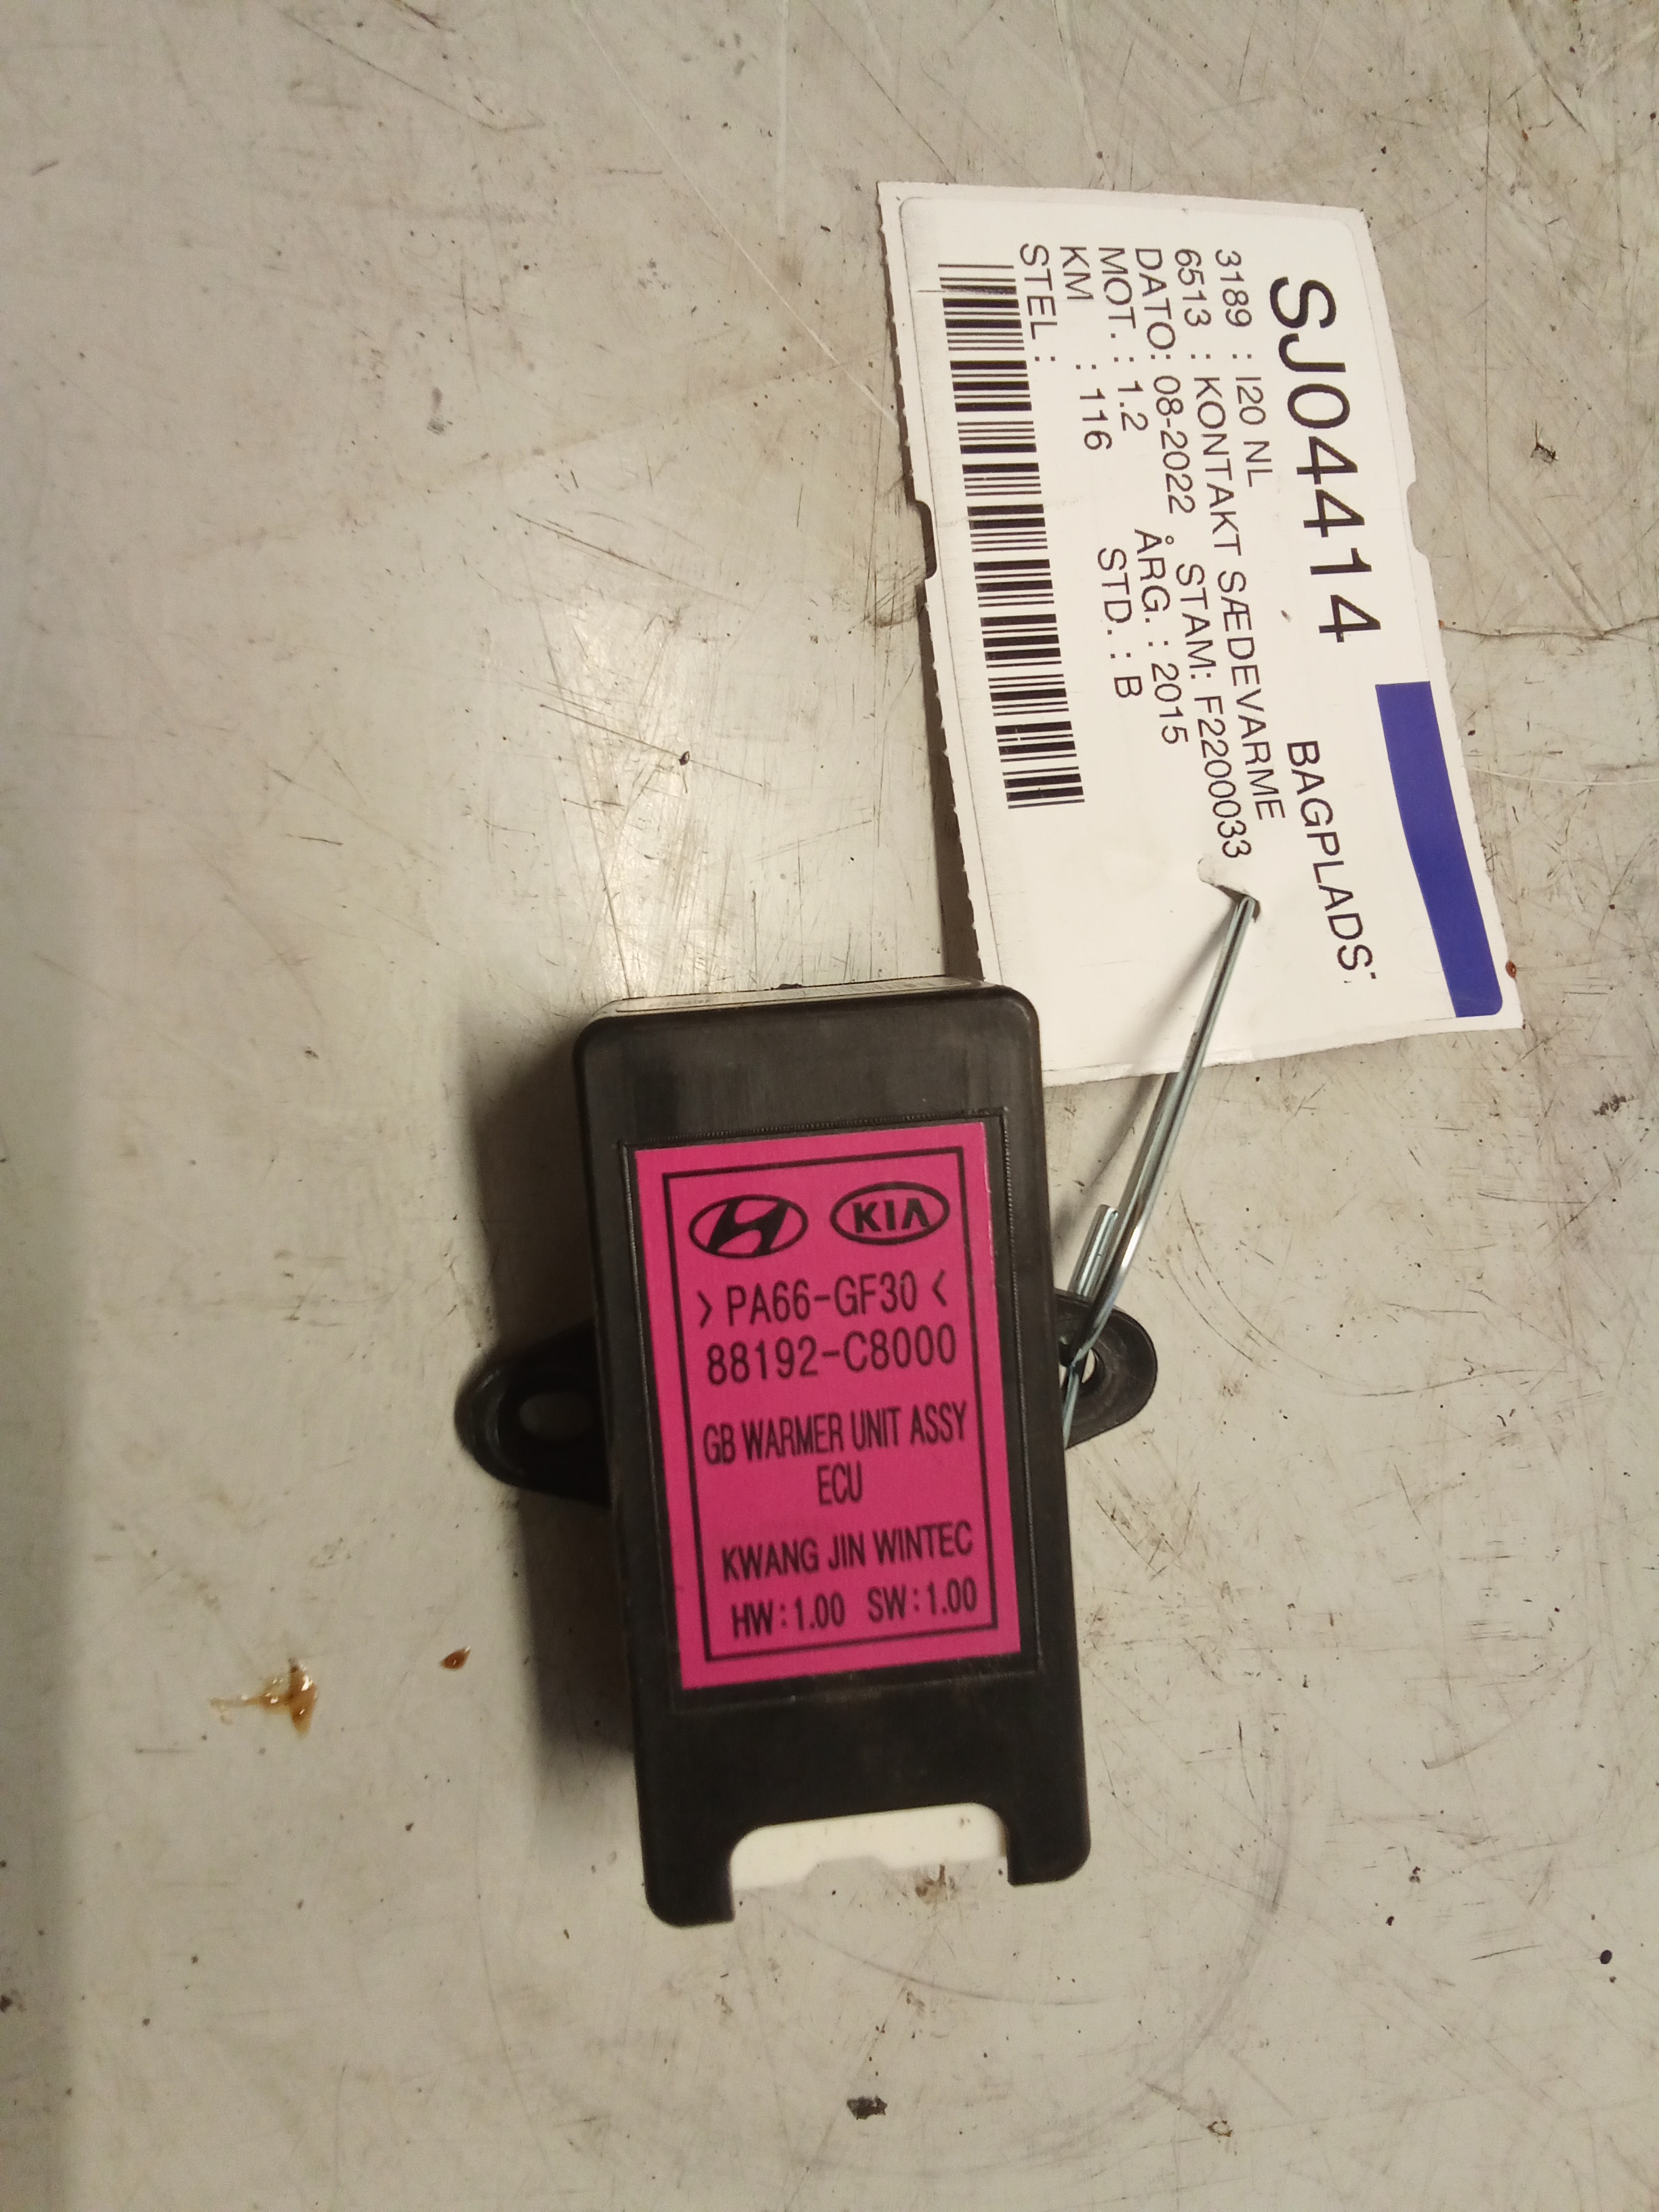 SJ04414
BAGPLADS:
3189 : I20 NL
6513 : KONTAKT SÆDEVARME
DATO: 08-2022 STAM: F2200033
MOT. : 1.2 ÅRG. : 2015
KM : 116 STD. : B
STEL :
KIA
>PA66-GF30<
88192-C8000
GB WARMER UNIT ASSY
ECU
KWANG JIN WINTEC
HW:1.00 SW:1.00